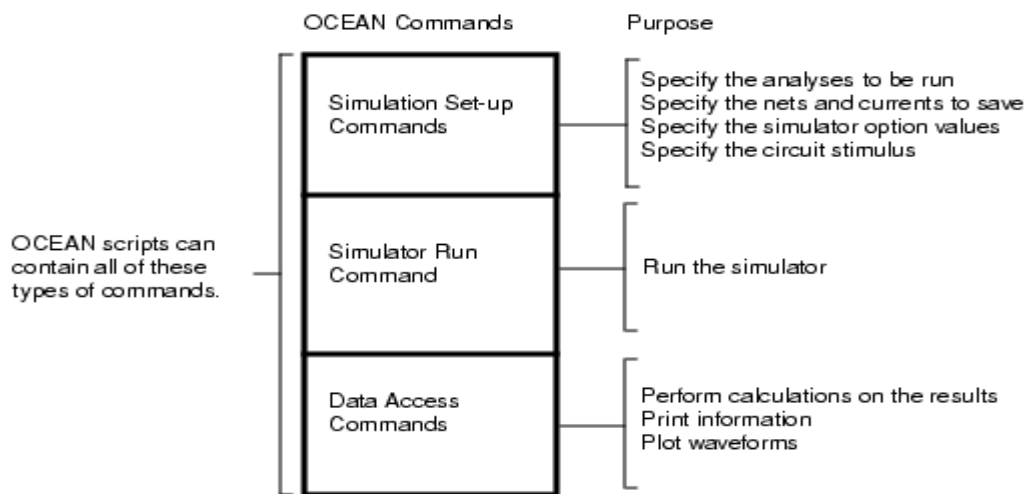 OCEAN Commands
Purpose
Simulation Set-up
Commands
Specify the analyses to be run
Specify the nets and currents to save
Specify the simulator option values
Specify the circuit stimulus
OCEAN scripts can
contain all of these
types of commands.
Simulator Run
Command
Run the simulator
Data Access
Commands
Perform calculations on the results
Print information
Plot waveforms